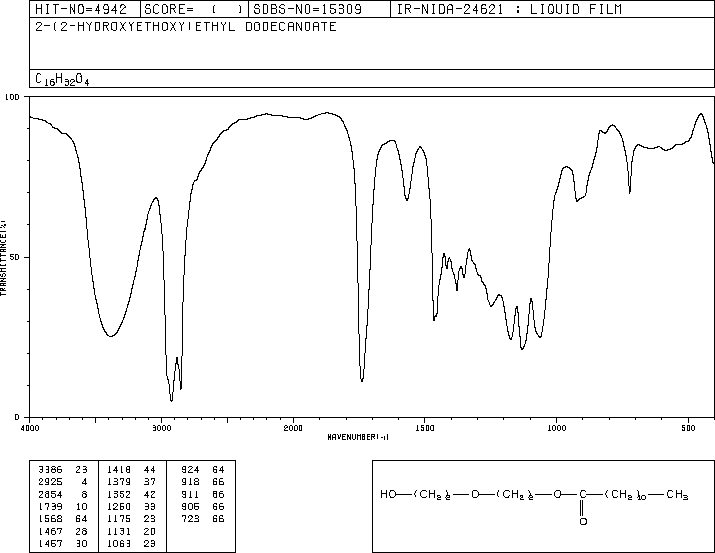 HIT-NO=4942 SCORE= ( ) SDBS-NO=15309 IR-NIDA-24621 : LIQUID FILM
2-(2-HYDROXYETHOXY)ETHYL DODECANOATE
C16H32O4
100
50
0
TRANSMITTANCE(%)
4000 3000 2000 1500 1000 500
WAVENUMBER(-1)
3386 23 1418 44 924 64
2925 4 1379 37 918 66
2854 8 1352 42 911 66
1739 10 1250 33 905 66
1568 64 1175 23 723 66
1467 28 1131 20
1457 30 1063 23
HO—(CH2)2—O—(CH2)2—O—C—(CH2)10—CH3
O